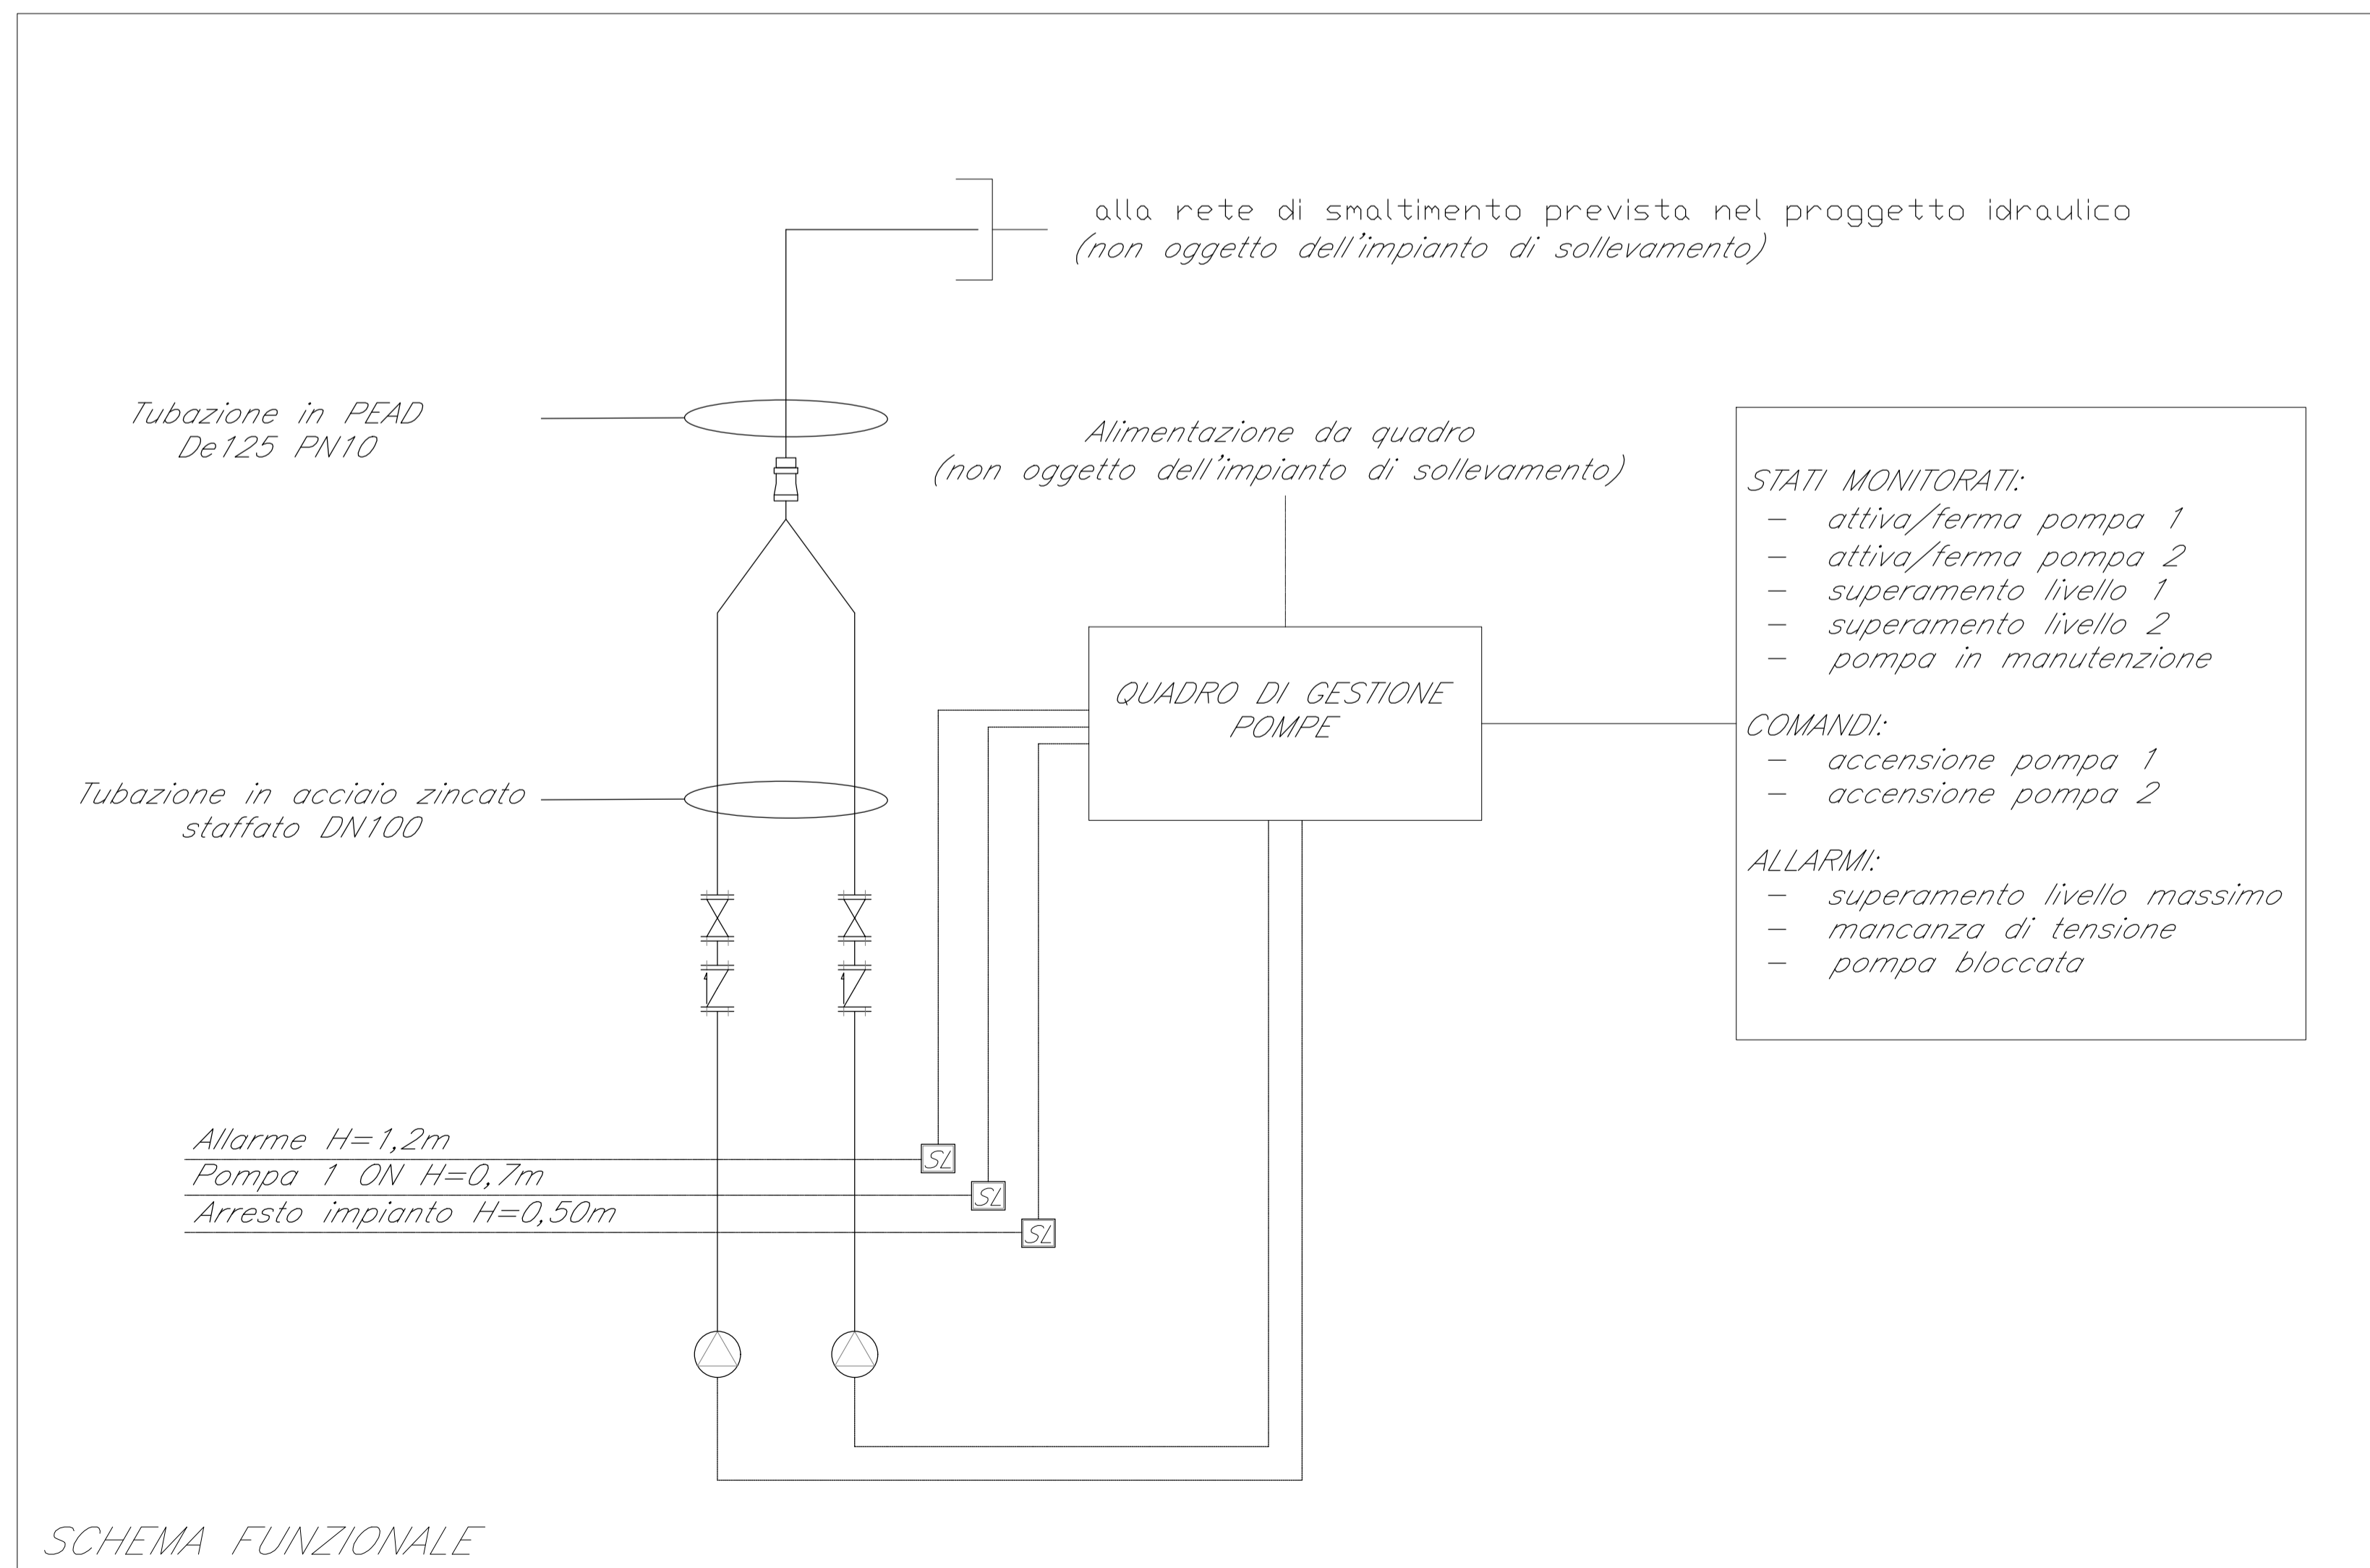 alla rete di smaltimento prevista nel proggetto idraulico
(non oggetto dell'impianto di sollevamento)
Tubazione in PEAD
De125 PN10
Alimentazione da quadro
(non oggetto dell'impianto di sollevamento)
STATI MONITORATI:
- attiva/ferma pompa 1
- attiva/ferma pompa 2
- superamento livello 1
- superamento livello 2
- pompa in manutenzione
QUADRO DI GESTIONE
POMPE
COMANDI:
- accensione pompa 1
- accensione pompa 2
Tubazione in acciaio zincato
staffato DN100
ALLARMI:
- superamento livello massimo
- mancanza di tensione
- pompa bloccata
Allarme H=1,2m
SL
Pompa 1 ON H=0,7m
SL
Arresto impianto H=0,50m
SL
SCHEMA FUNZIONALE